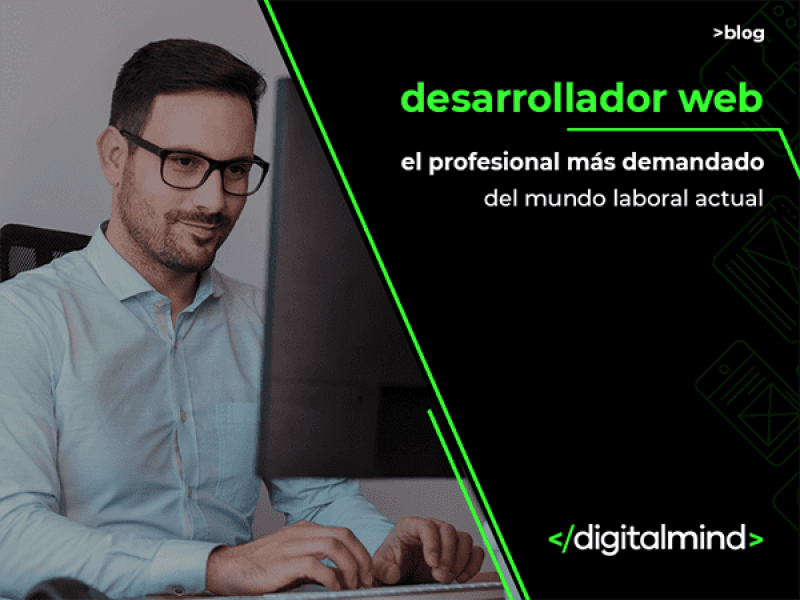 >blog
desarrollador web
el profesional más demandado
del mundo laboral actual
</digitalmind>